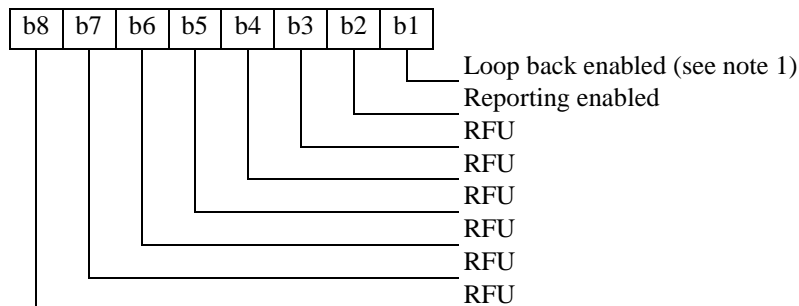 b8 b7 b6 b5 b4 b3 b2 b1
Loop back enabled (see note 1)
Reporting enabled
RFU
RFU
RFU
RFU
RFU
RFU